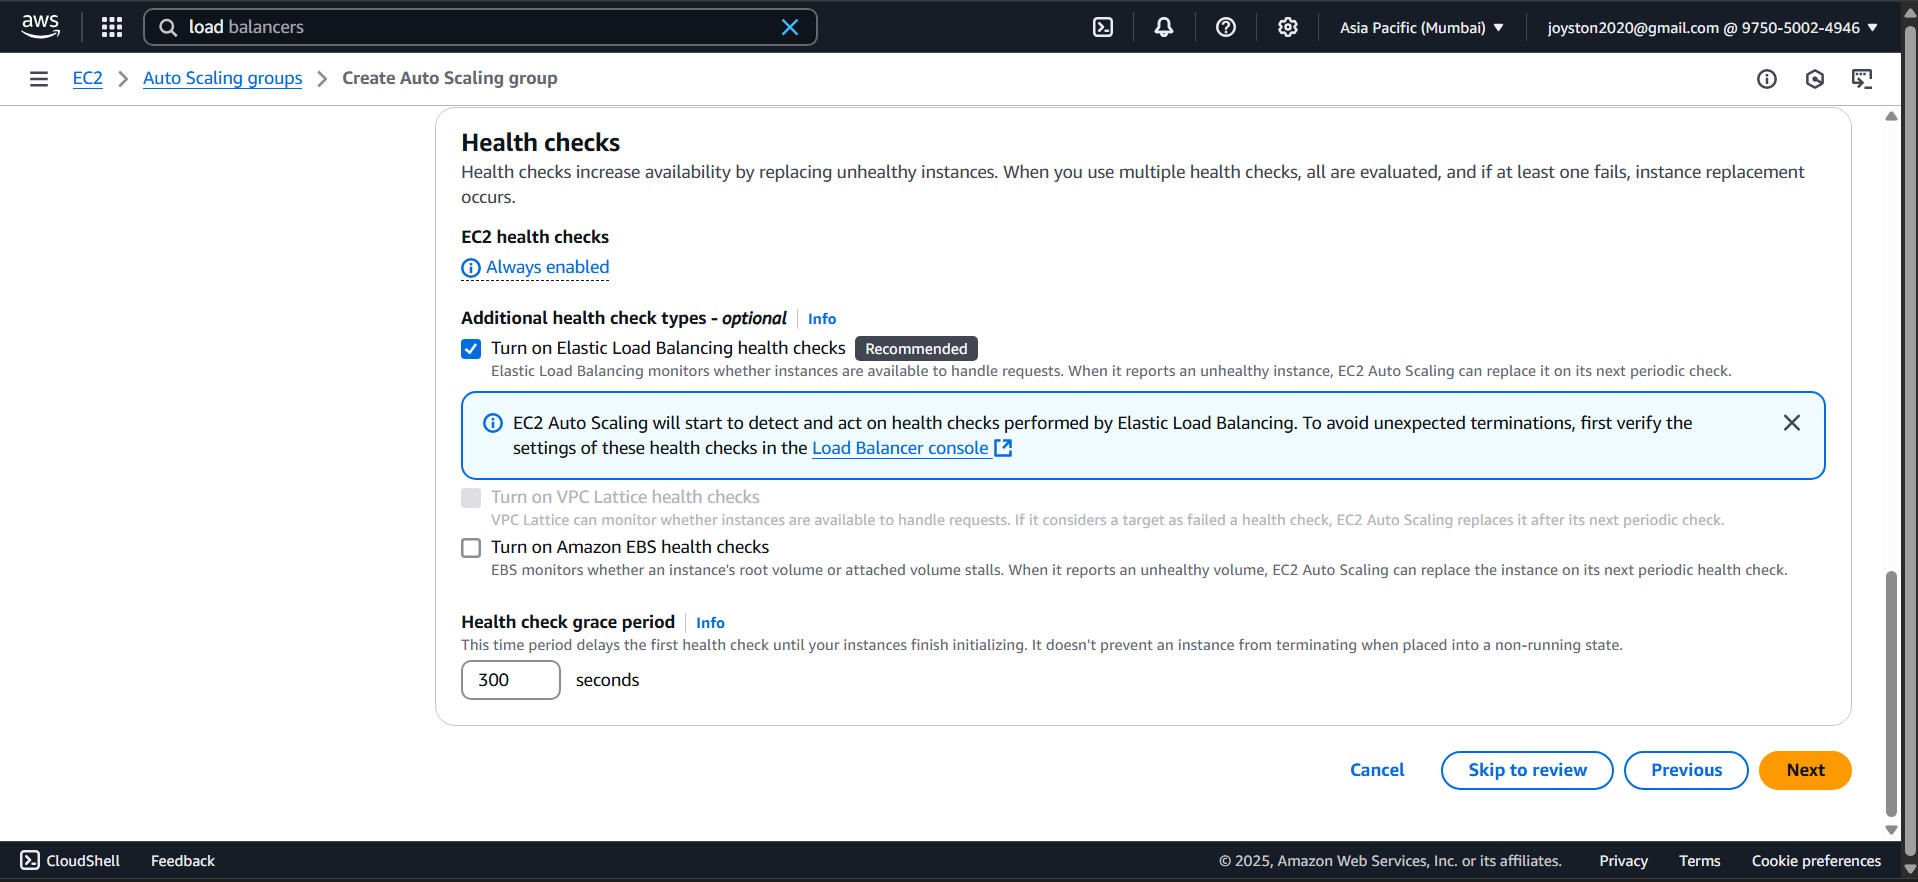 aws
load balancers
Asia Pacific (Mumbai)
joyston2020@gmail.com @ 9750-5002-4946
EC2
Auto Scaling groups
Create Auto Scaling group
Health checks
Health checks increase availability by replacing unhealthy instances. When you use multiple health checks, all are evaluated, and if at least one fails, instance replacement
occurs.
EC2 health checks
Always enabled
Additional health check types - optional Info
Turn on Elastic Load Balancing health checks Recommended
Elastic Load Balancing monitors whether instances are available to handle requests. When it reports an unhealthy instance, EC2 Auto Scaling can replace it on its next periodic check.
EC2 Auto Scaling will start to detect and act on health checks performed by Elastic Load Balancing. To avoid unexpected terminations, first verify the
settings of these health checks in the Load Balancer console
Turn on VPC Lattice health checks
VPC Lattice can monitor whether instances are available to handle requests. If it considers a target as failed a health check, EC2 Auto Scaling replaces it after its next periodic check.
Turn on Amazon EBS health checks
EBS monitors whether an instance's root volume or attached volume stalls. When it reports an unhealthy volume, EC2 Auto Scaling can replace the instance on its next periodic health check.
Health check grace period Info
This time period delays the first health check until your instances finish initializing. It doesn't prevent an instance from terminating when placed into a non-running state.
300 seconds
Cancel Skip to review Previous Next
CloudShell Feedback © 2025, Amazon Web Services, Inc. or its affiliates. Privacy Terms Cookie preferences